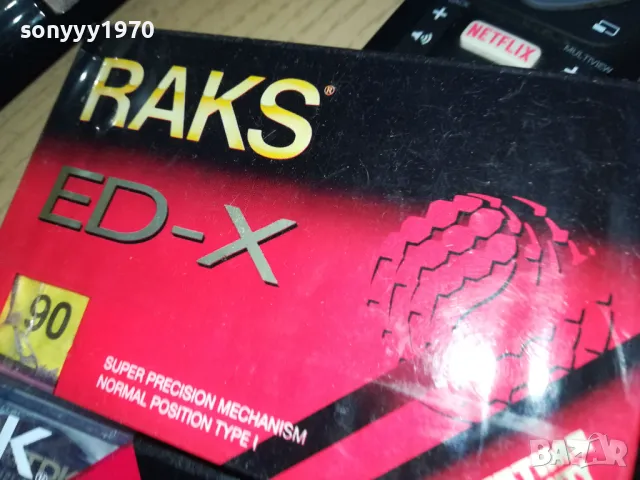 sonyyy1970
NETFLIX
MULTIVIEW
RAKS®
ED-X
90
SUPER PRECISION MECHANISM
NORMAL POSITION TYPE I
K
BAZAR